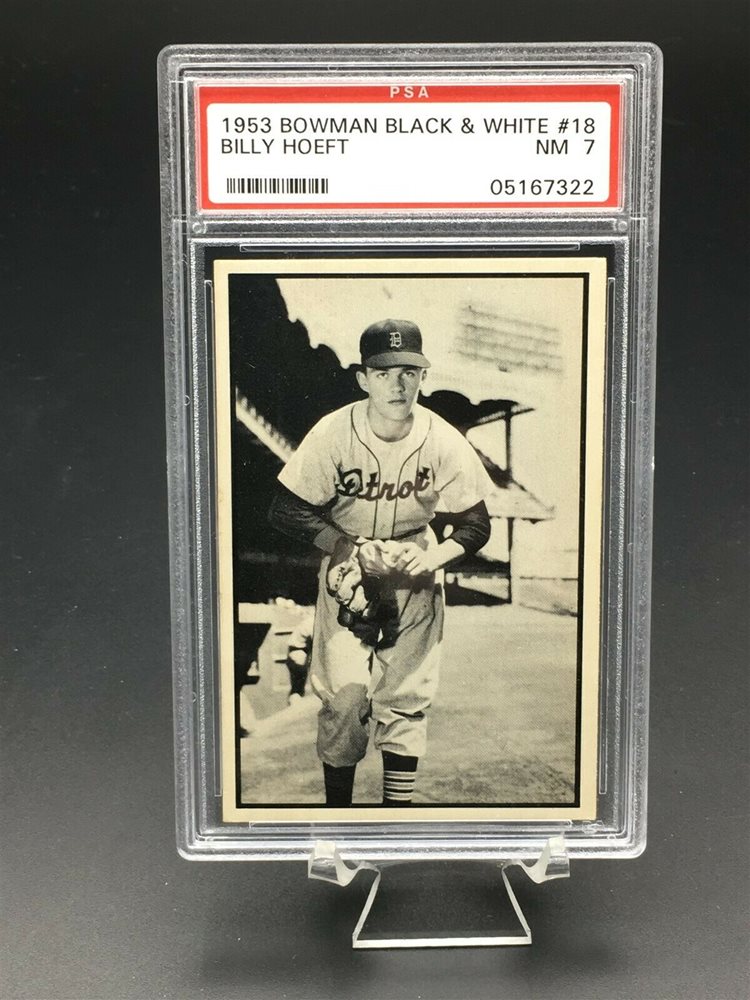 PSA
1953 BOWMAN BLACK & WHITE #18
BILLY HOEFT NM 7
05167322
D
Detroit